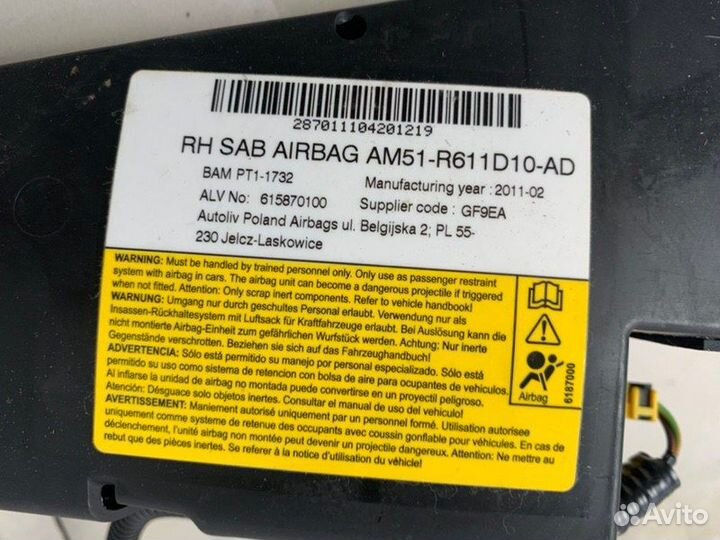 287011104201219
RH SAB AIRBAG AM51-R611D10-AD
BAM PT1-1732 Manufacturing year : 2011-02
ALV No: 615870100 Supplier code : GF9EA
Autoliv Poland Airbags ul. Belgijska 2; PL 55-
230 Jelcz-Laskowice
WARNING: Must be handled by trained personnel only. Only use as passenger restraint
system with airbag in cars. The airbag unit can become a dangerous projectile if triggered
when not fitted. Attention: Only scrap inert components. Refer to vehicle handbook!
WARNUNG: Umgang nur durch geschultes Personal erlaubt. Verwendung nur als
Insassen-Rückhaltesystem mit Luftsack für Kraftfahrzeuge erlaubt. Bei Auslösung kann die
nicht montierte Airbag-Einheit zum gefährlichen Wurfstück werden. Achtung: Nur inerte
Gegenstände verschrotten. Beziehen sie sich auf das Fahrzeughandbuch!
ADVERTENCIA: Sólo está permitido su manejo por personal especializado. Sólo está
permitido su uso como sistema de retencion con bolsa de aire para ocupantes de vehículos.
Al inflarse la unidad de airbag no montada puede convertirse en un proyectil peligroso.
Atención: Désguace solo objetos inertes. Consultar el manual de uso del vehículo!
AVERTISSEMENT: Maniement autorisé uniquement par un personnel formé. Utilisation autorisee
uniquement comme systeme de retenue des occupants avec coussin gonflable pour véhicules. En cas de
déclenchement, l'unité airbag non montée peut devenir un projectile dangereux. Attention: Ne mettre au
rebut que des pièces inertes. Se referer à la notice d'utilisation du véhicule!
Airbag
6187000
Avito